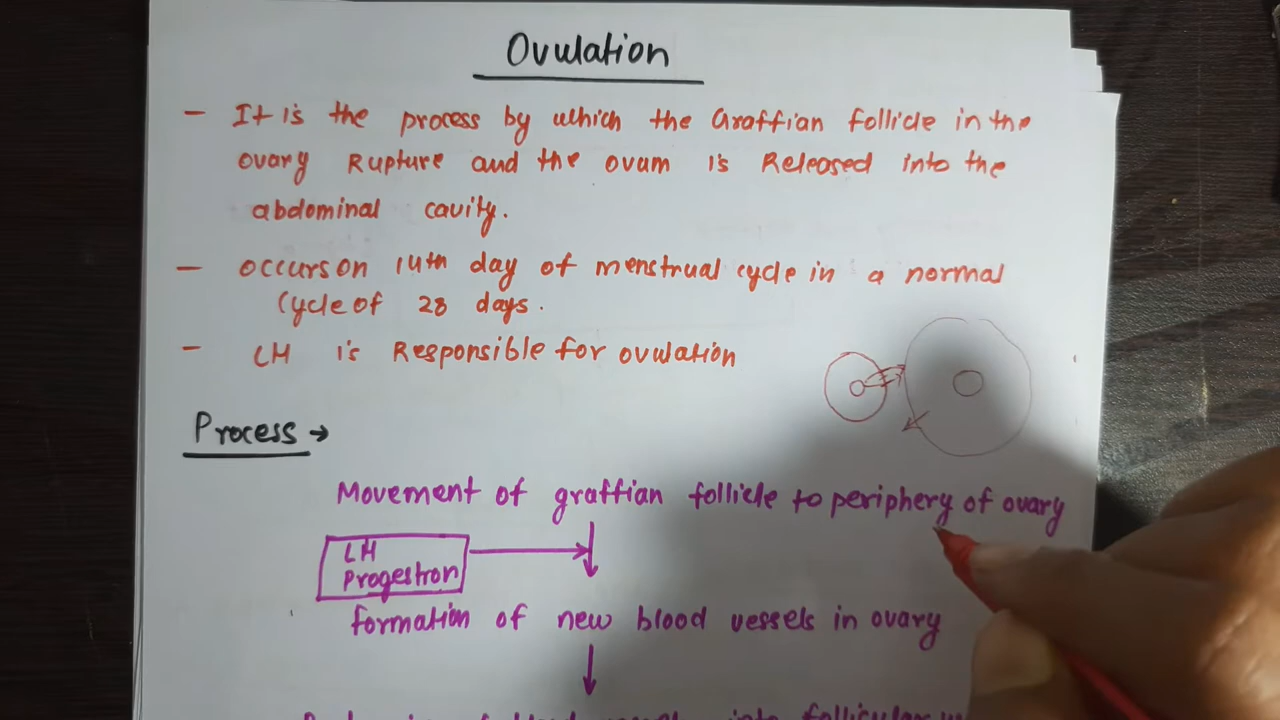 Ovulation
- It is the process by which the Graffian follicle in the
ovary Rupture and the ovum is Released into the
abdominal cavity.
- occurs on 14th day of menstrual cycle in a normal
Cycle of 28 days.
- LH is Responsible for ovulation
Process →
Movement of graffian follicle to periphery of ovary
LH
Progestron
formation of new blood vessels in ovary
into follicular